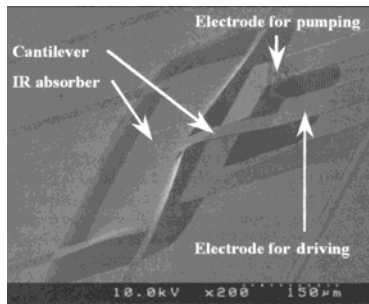 Electrode for pumping
Cantilever
IR absorber
Electrode for driving
10.0kV x200 150µm